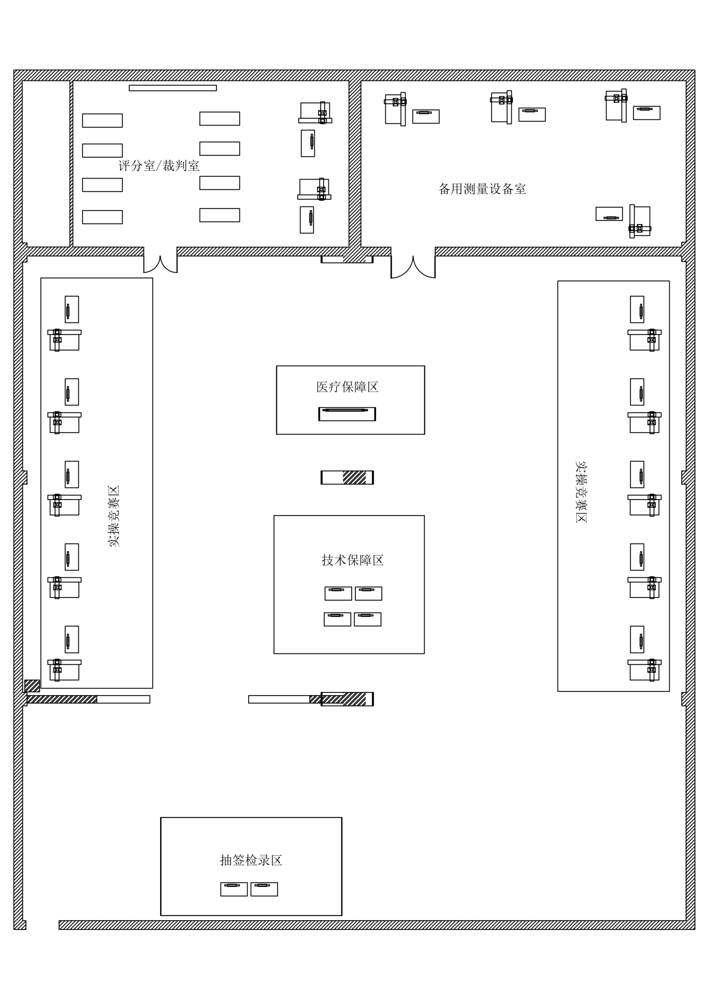 评分室/裁判室
备用测量设备室
医疗保障区
实操竞赛区
实操竞赛区
技术保障区
抽签检录区